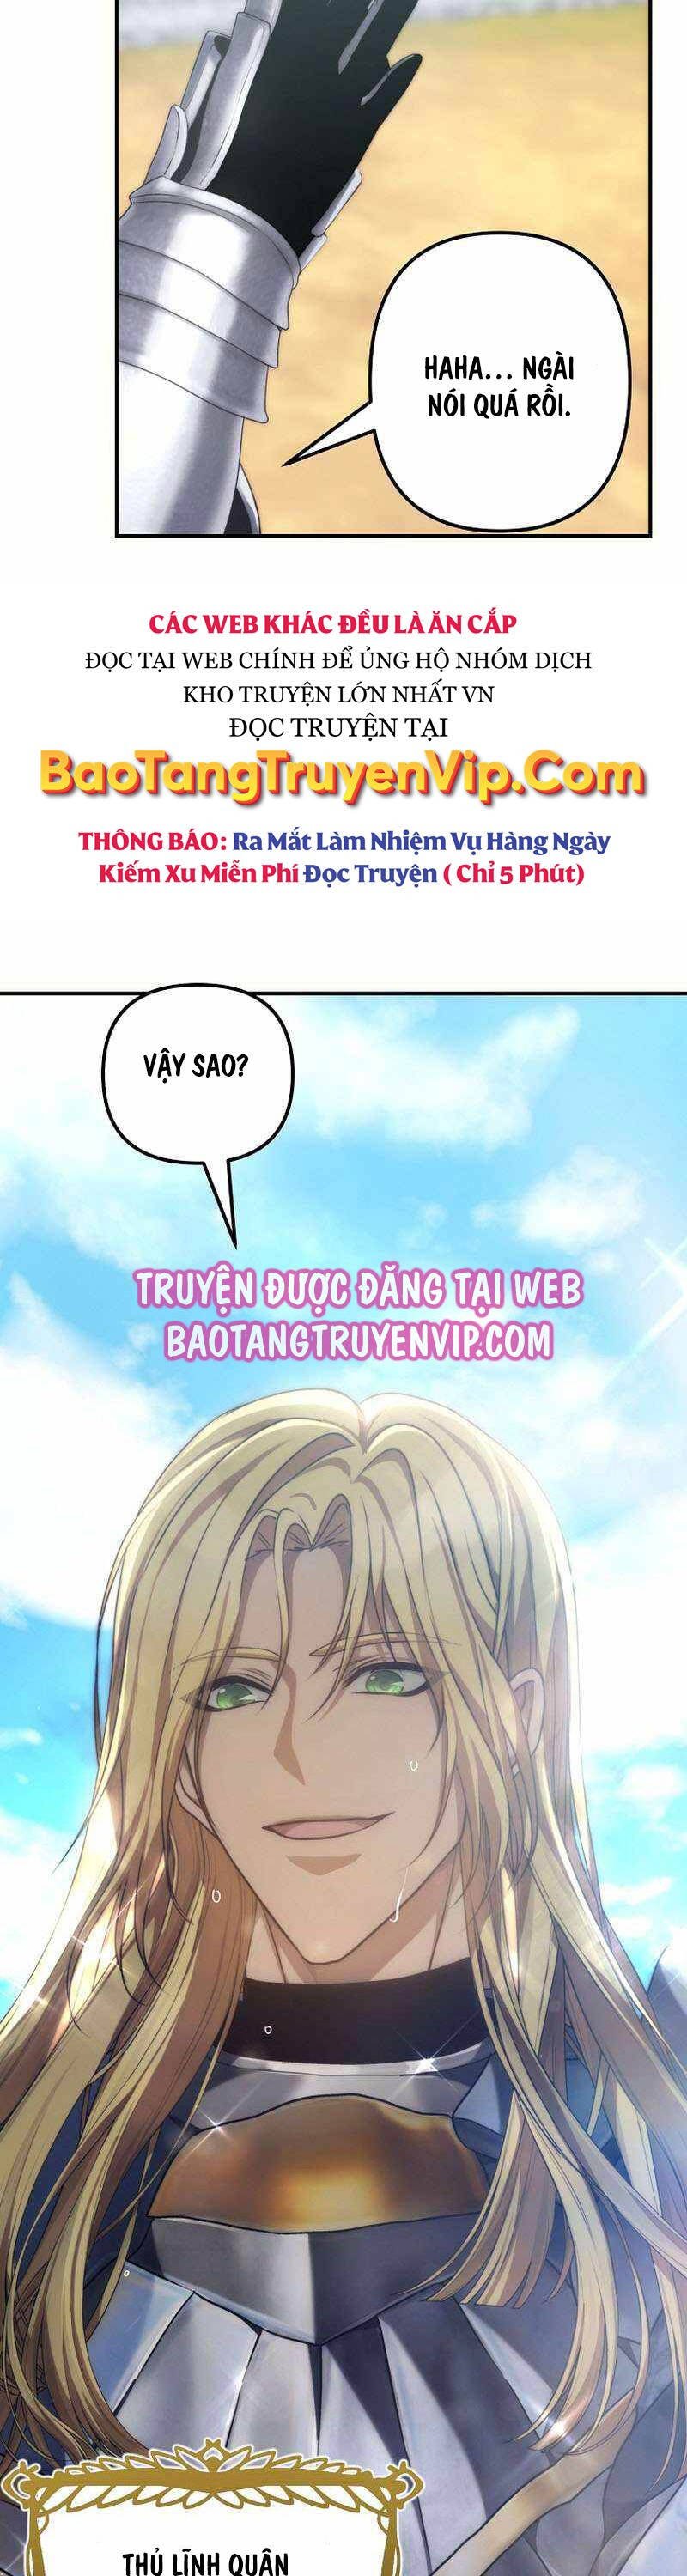 HAHA... NGÀI
NÓI QUÁ RỒI.
CÁC WEB KHÁC ĐỀU LÀ ĂN CẮP
ĐỌC TẠI WEB CHÍNH ĐỂ ỦNG HỘ NHÓM DỊCH
KHO TRUYỆN LỚN NHẤT VN
ĐỌC TRUYỆN TẠI
BaoTangTruyenVip.Com
THÔNG BÁO: Ra Mắt Làm Nhiệm Vụ Hàng Ngày
Kiếm Xu Miễn Phí Đọc Truyện ( Chỉ 5 Phút)
VẬY SAO?
TRUYỆN ĐƯỢC ĐĂNG TẠI WEB
BAOTANGTRUYENVIP.COM
THỦ LĨNH QUÂN